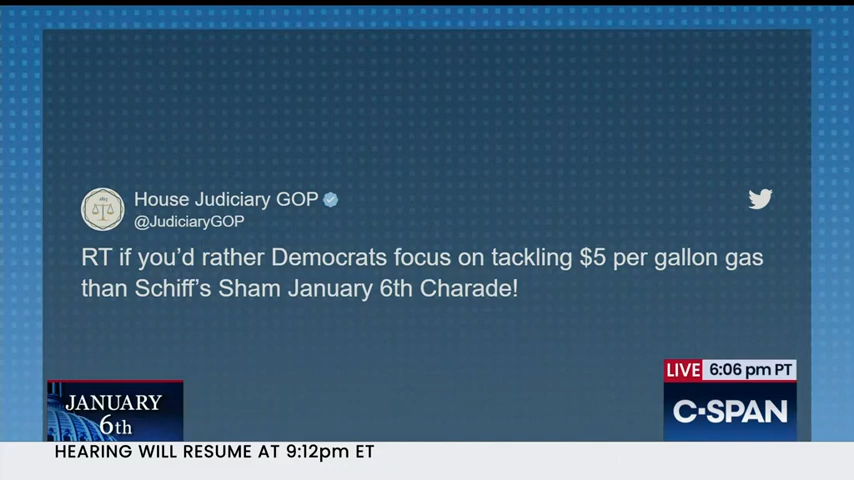 House Judiciary GOP
@JudiciaryGOP
RT if you'd rather Democrats focus on tackling $5 per gallon gas
than Schiff's Sham January 6th Charade!
LIVE 6:06 pm PT
JANUARY
6th
C-SPAN
HEARING WILL RESUME AT 9:12pm ET